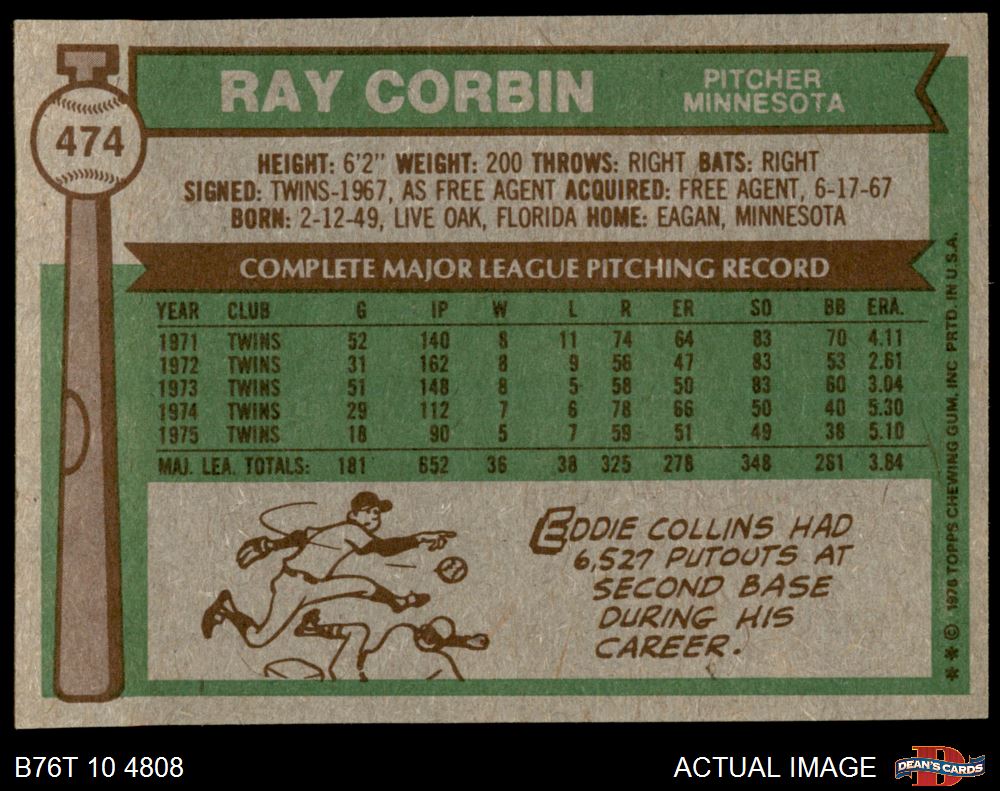 RAY CORBIN
PITCHER
MINNESOTA
474
HEIGHT: 6'2" WEIGHT: 200 THROWS: RIGHT BATS: RIGHT
SIGNED: TWINS-1967, AS FREE AGENT ACQUIRED: FREE AGENT, 6-17-67
BORN: 2-12-49, LIVE OAK, FLORIDA HOME: EAGAN, MINNESOTA
COMPLETE MAJOR LEAGUE PITCHING RECORD
YEAR CLUB G IP W L R ER SO BB ERA.
1971 TWINS 52 140 8 11 74 64 83 70 4.11
1972 TWINS 31 162 8 9 56 47 83 53 2.61
1973 TWINS 51 148 8 5 58 50 83 60 3.04
1974 TWINS 29 112 7 6 78 66 50 40 5.30
1975 TWINS 18 90 5 7 59 51 49 38 5.10
MAJ. LEA. TOTALS: 181 652 36 38 325 278 348 261 3.84
EDDIE COLLINS HAD
6,527 PUTOUTS AT
SECOND BASE
DURING HIS
CAREER.
** © 1976 TOPPS CHEWING GUM, INC. PRTD. IN U.S.A.
B76T 10 4808
ACTUAL IMAGE
DEAN'S CARDS